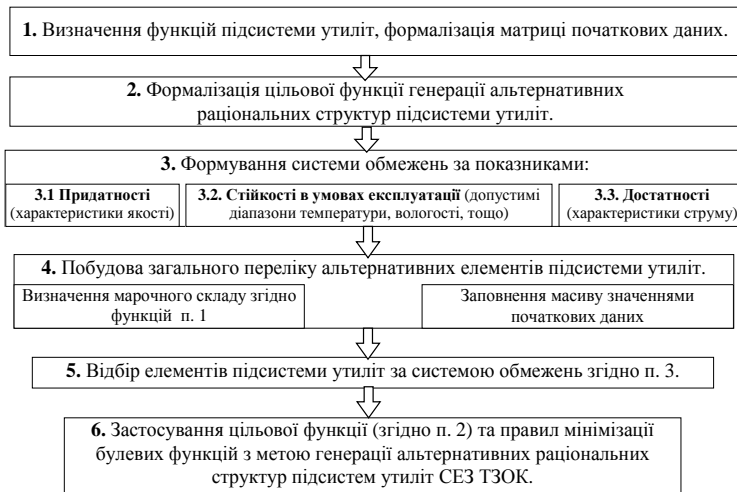 1. Визначення функцій підсистеми утиліт, формалізація матриці початкових даних.
2. Формалізація цільової функції генерації альтернативних
раціональних структур підсистеми утиліт.
3. Формування системи обмежень за показниками:
3.1 Придатності
(характеристики якості)
3.2. Стійкості в умовах експлуатації (допустимі
діапазони температури, вологості, тощо)
3.3. Достатності
(характеристики струму)
4. Побудова загального переліку альтернативних елементів підсистеми утиліт.
Визначення марочного складу згідно
функцій п. 1
Заповнення масиву значеннями
початкових даних
5. Відбір елементів підсистеми утиліт за системою обмежень згідно п. 3.
6. Застосування цільової функції (згідно п. 2) та правил мінімізації
булевих функцій з метою генерації альтернативних раціональних
структур підсистем утиліт СЕЗ ТЗОК.